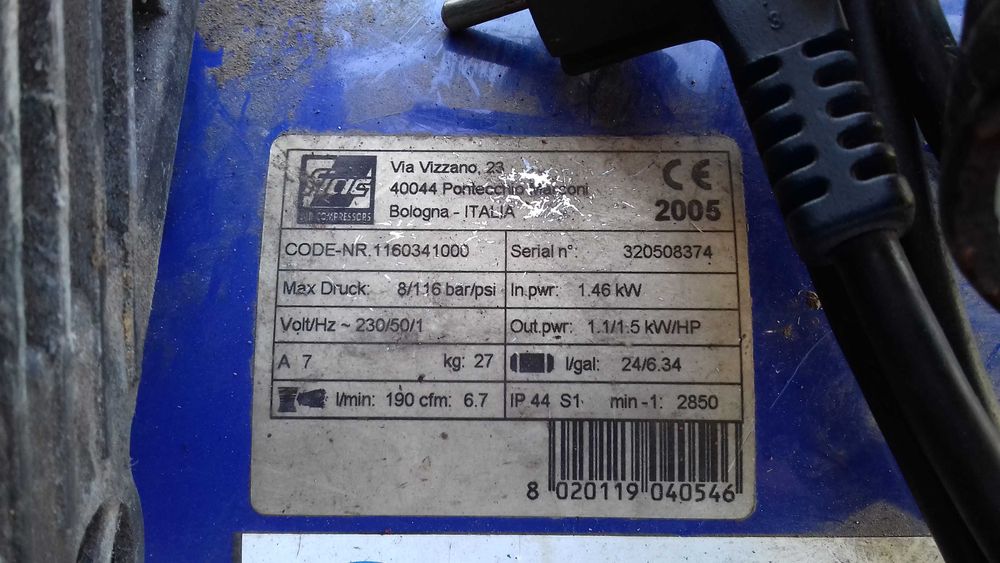 fiac
AIR COMPRESSORS
Via Vizzano, 23
40044 Pontecchio Marconi
Bologna - ITALIA
CE
2005
CODE-NR.1160341000
Serial n°: 320508374
Max Druck: 8/116 bar/psi
In.pwr: 1.46 kW
Volt/Hz ~ 230/50/1
Out.pwr: 1.1/1.5 kW/HP
A 7 kg: 27
l/gal: 24/6.34
l/min: 190 cfm: 6.7
IP 44 S1 min -1: 2850
8 020119 040546